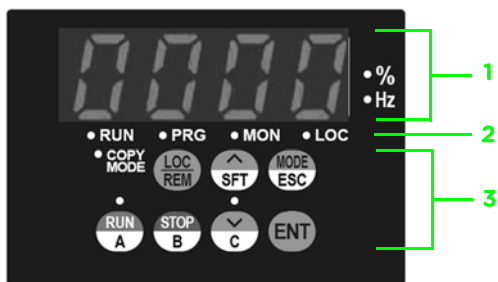 0000
% 1
Hz
RUN PRG MON LOC 2
COPY MODE LOC REM SFT MODE ESC
3
RUN A STOP B C ENT